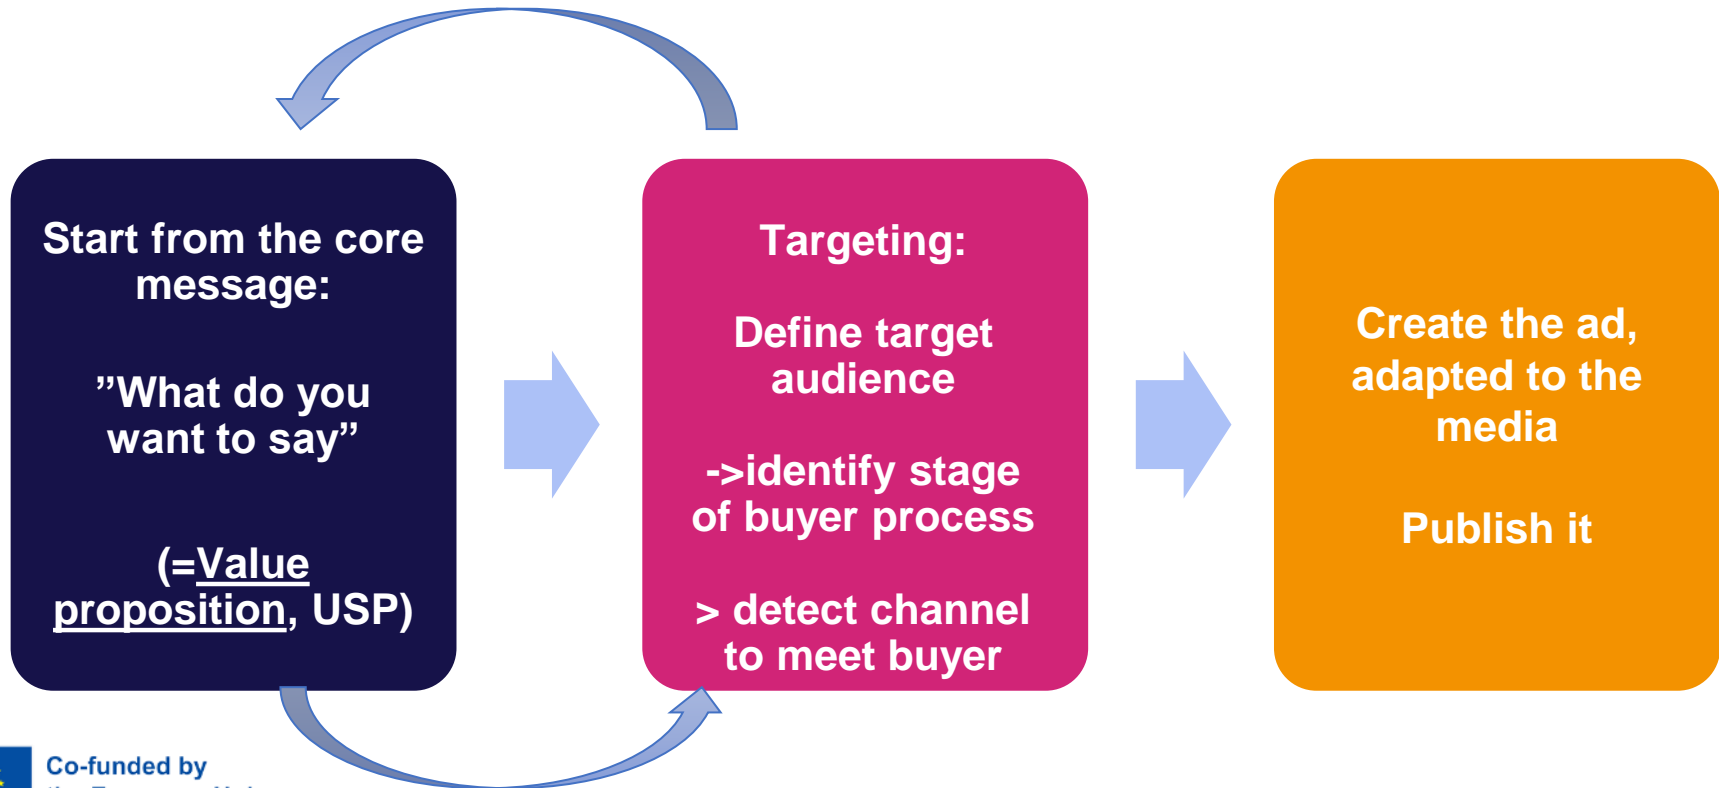 Start from the core
message:
”What do you
want to say”
(=Value
proposition, USP)
Targeting:
Define target
audience
->identify stage
of buyer process
> detect channel
to meet buyer
Create the ad,
adapted to the
media
Publish it
Co-funded by